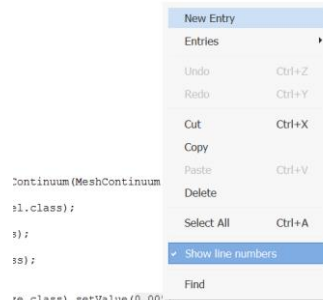 New Entry
Entries
Undo Ctrl+Z
Redo Ctrl+Y
Cut Ctrl+X
Copy
Paste Ctrl+V
Delete
Select All Ctrl+A
Show line numbers
Find
Continuum(MeshContinuum
el.class);
s);
ss);
ge.class).setValue(0.00